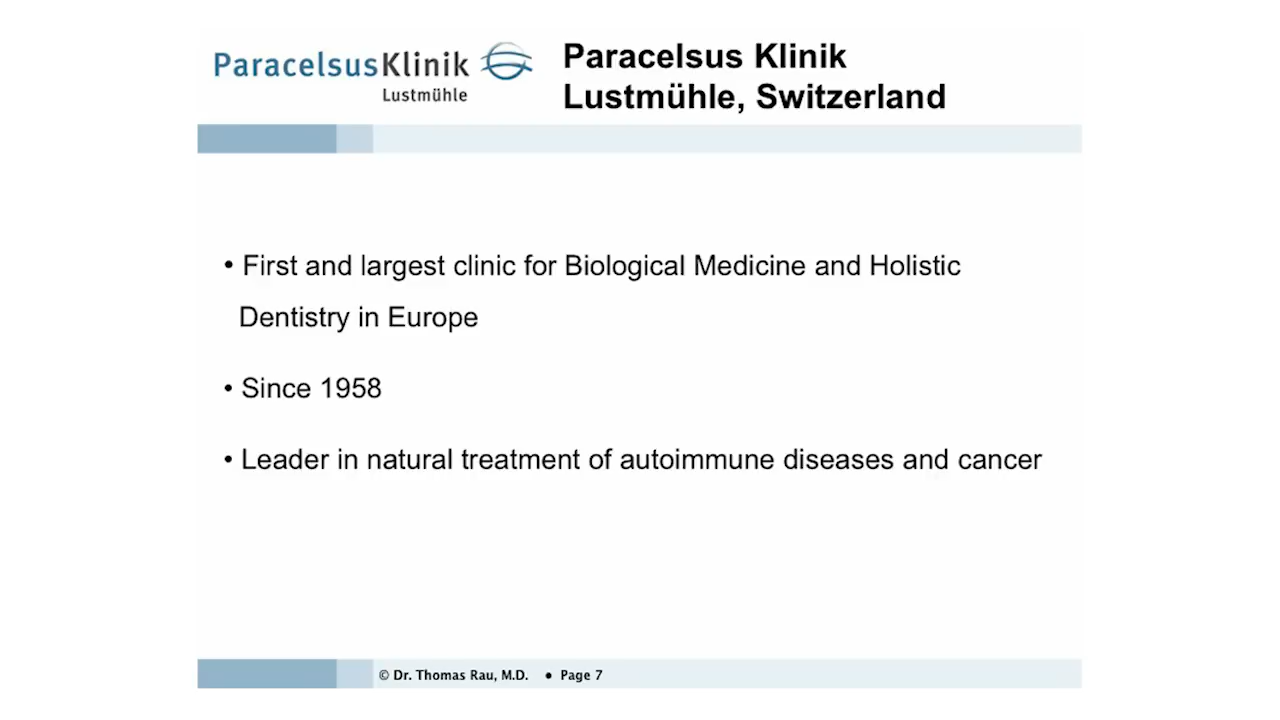 ParacelsusKlinik
Lustmühle
Paracelsus Klinik
Lustmühle, Switzerland
• First and largest clinic for Biological Medicine and Holistic
Dentistry in Europe
• Since 1958
• Leader in natural treatment of autoimmune diseases and cancer
© Dr. Thomas Rau, M.D. • Page 7